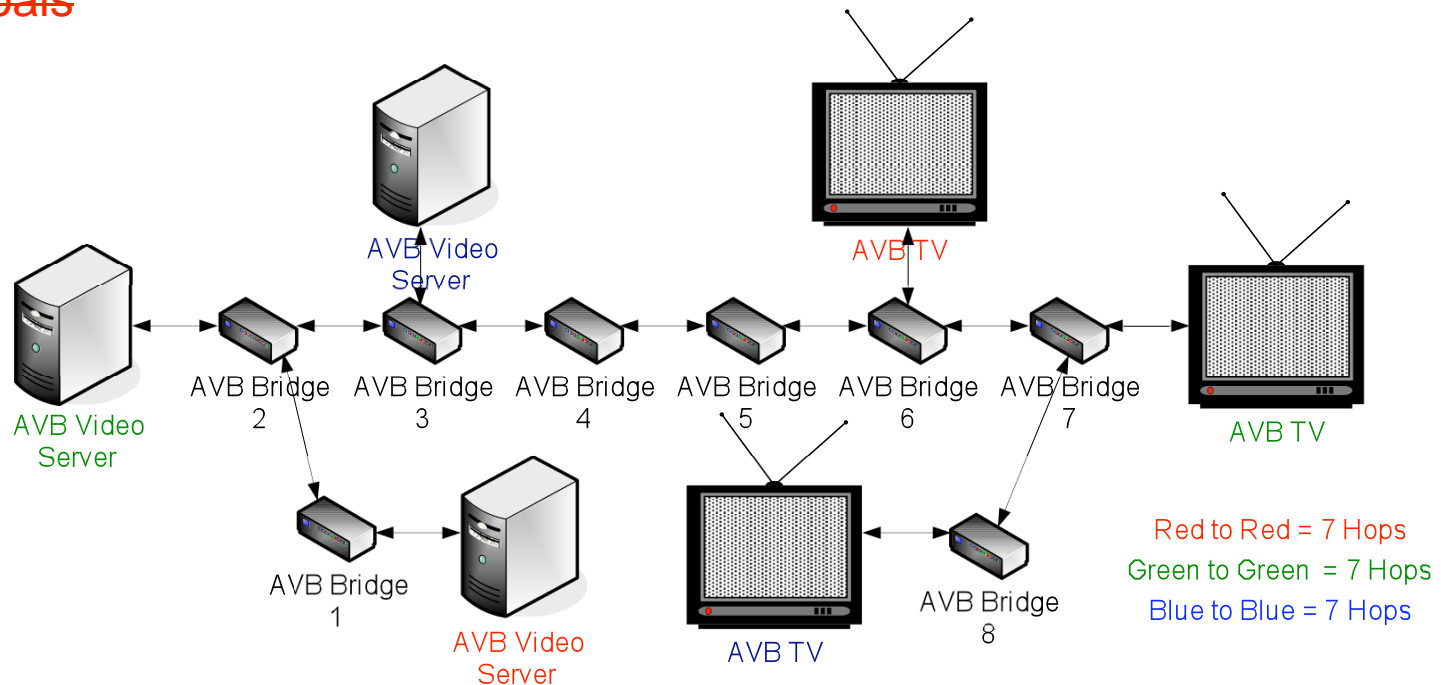 AVB Video
Server
AVB TV
AVB Bridge
2
AVB Bridge
3
AVB Bridge
4
AVB Bridge
5
AVB Bridge
6
AVB Bridge
7
AVB Video
Server
AVB TV
AVB Bridge
1
AVB Video
Server
AVB TV
AVB Bridge
8
Red to Red = 7 Hops
Green to Green = 7 Hops
Blue to Blue = 7 Hops